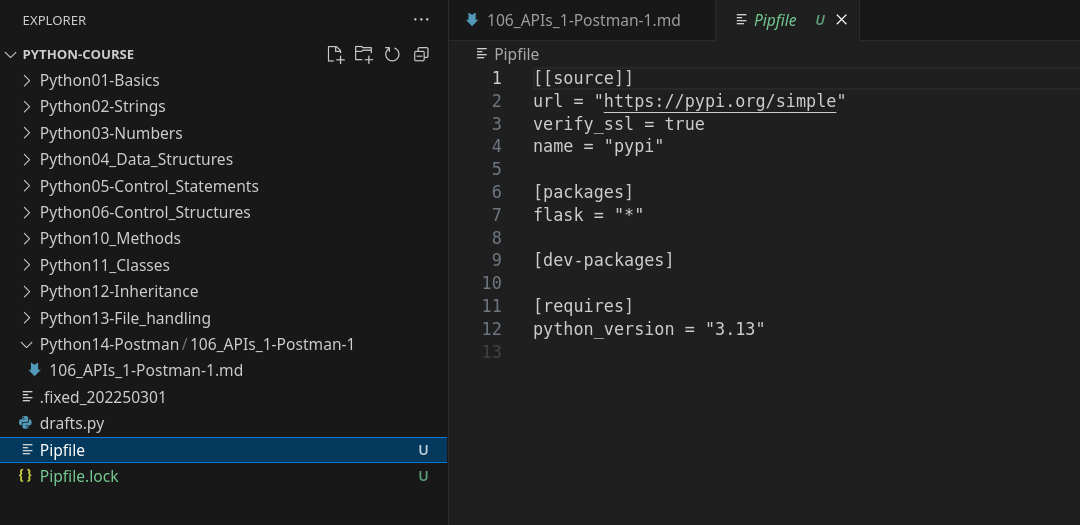 EXPLORER
PYTHON-COURSE
Python01-Basics
Python02-Strings
Python03-Numbers
Python04_Data_Structures
Python05-Control_Statements
Python06-Control_Structures
Python10_Methods
Python11_Classes
Python12-Inheritance
Python13-File_handling
Python14-Postman / 106_APIs_1-Postman-1
106_APIs_1-Postman-1.md
.fixed_202250301
drafts.py
Pipfile U
Pipfile.lock U
106_APIs_1-Postman-1.md
Pipfile U
Pipfile
1 [[source]]
2 url = "https://pypi.org/simple"
3 verify_ssl = true
4 name = "pypi"
5
6 [packages]
7 flask = "*"
8
9 [dev-packages]
10
11 [requires]
12 python_version = "3.13"
13